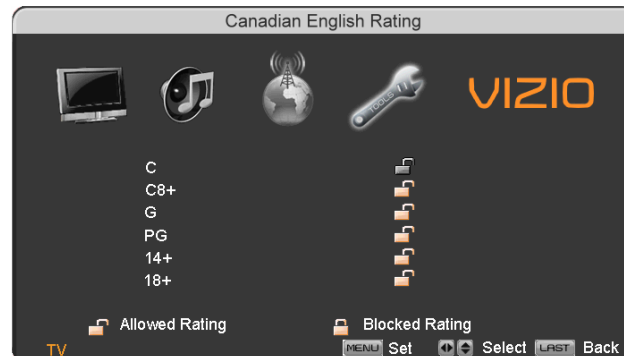 Canadian English Rating
TOOLS
VIZIO
C
C8+
G
PG
14+
18+
Allowed Rating Blocked Rating
TV MENU Set Select LAST Back